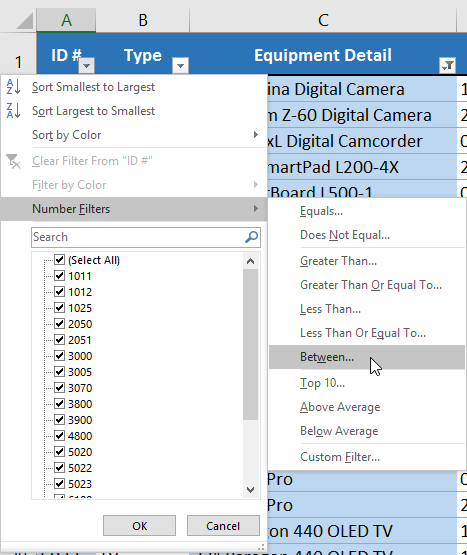 A B C
1 ID # Type Equipment Detail
Sort Smallest to Largest
Sort Largest to Smallest
Sort by Color
Clear Filter From "ID #"
Filter by Color
Number Filters
Search
(Select All)
1011
1012
1025
2050
2051
3000
3005
3070
3800
3900
4800
5020
5022
5023
OK Cancel
ina Digital Camera 1
m Z-60 Digital Camera 2
xL Digital Camcorder 0
martPad L200-4X 2
Board L500-1
Equals...
Does Not Equal...
Greater Than...
Greater Than Or Equal To...
Less Than...
Less Than Or Equal To...
Between...
Top 10...
Above Average
Below Average
Custom Filter...
Pro 0
Pro 2
on 440 OLED TV 1